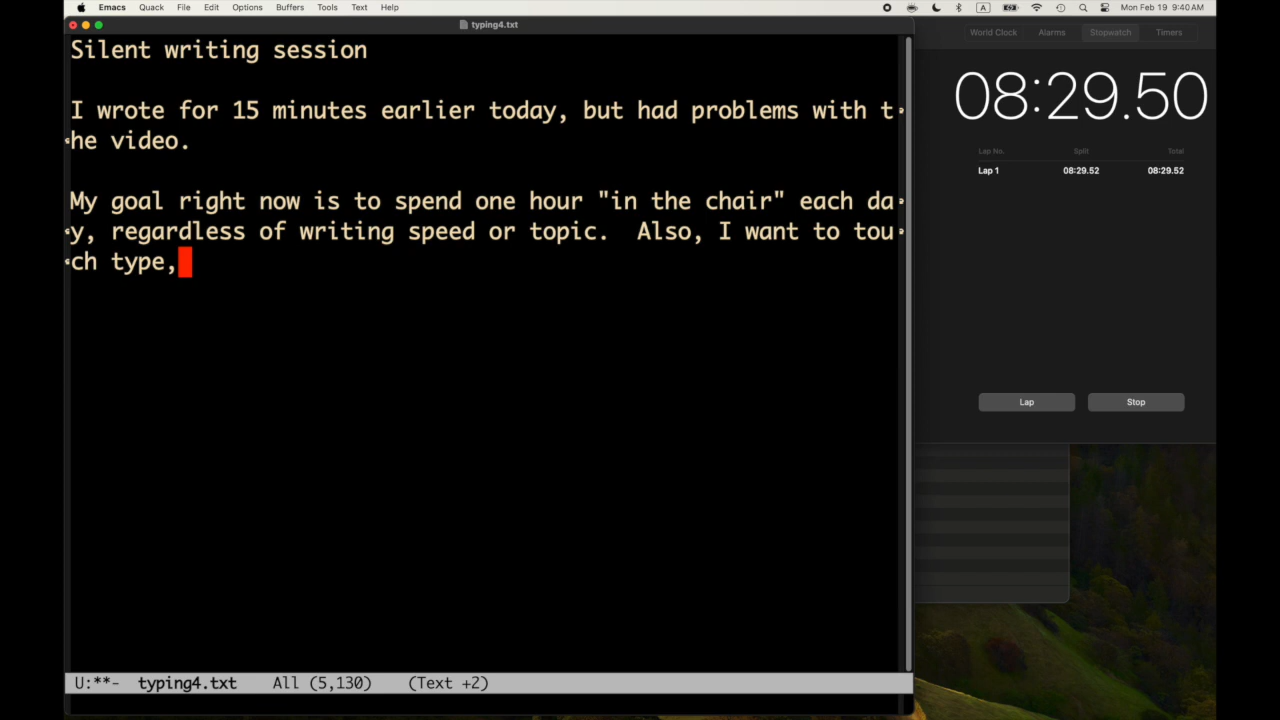 Emacs Quack File Edit Options Buffers Tools Text Help
A
Mon Feb 19 9:40 AM
typing4.txt
Silent writing session
I wrote for 15 minutes earlier today, but had problems with t
he video.
My goal right now is to spend one hour "in the chair" each da
y, regardless of writing speed or topic.  Also, I want to tou
ch type,
U:**-  typing4.txt    All (5,130)    (Text +2)
World Clock Alarms Stopwatch Timers
08:29.50
Lap No. Split Total
Lap 1 08:29.52 08:29.52
Lap Stop